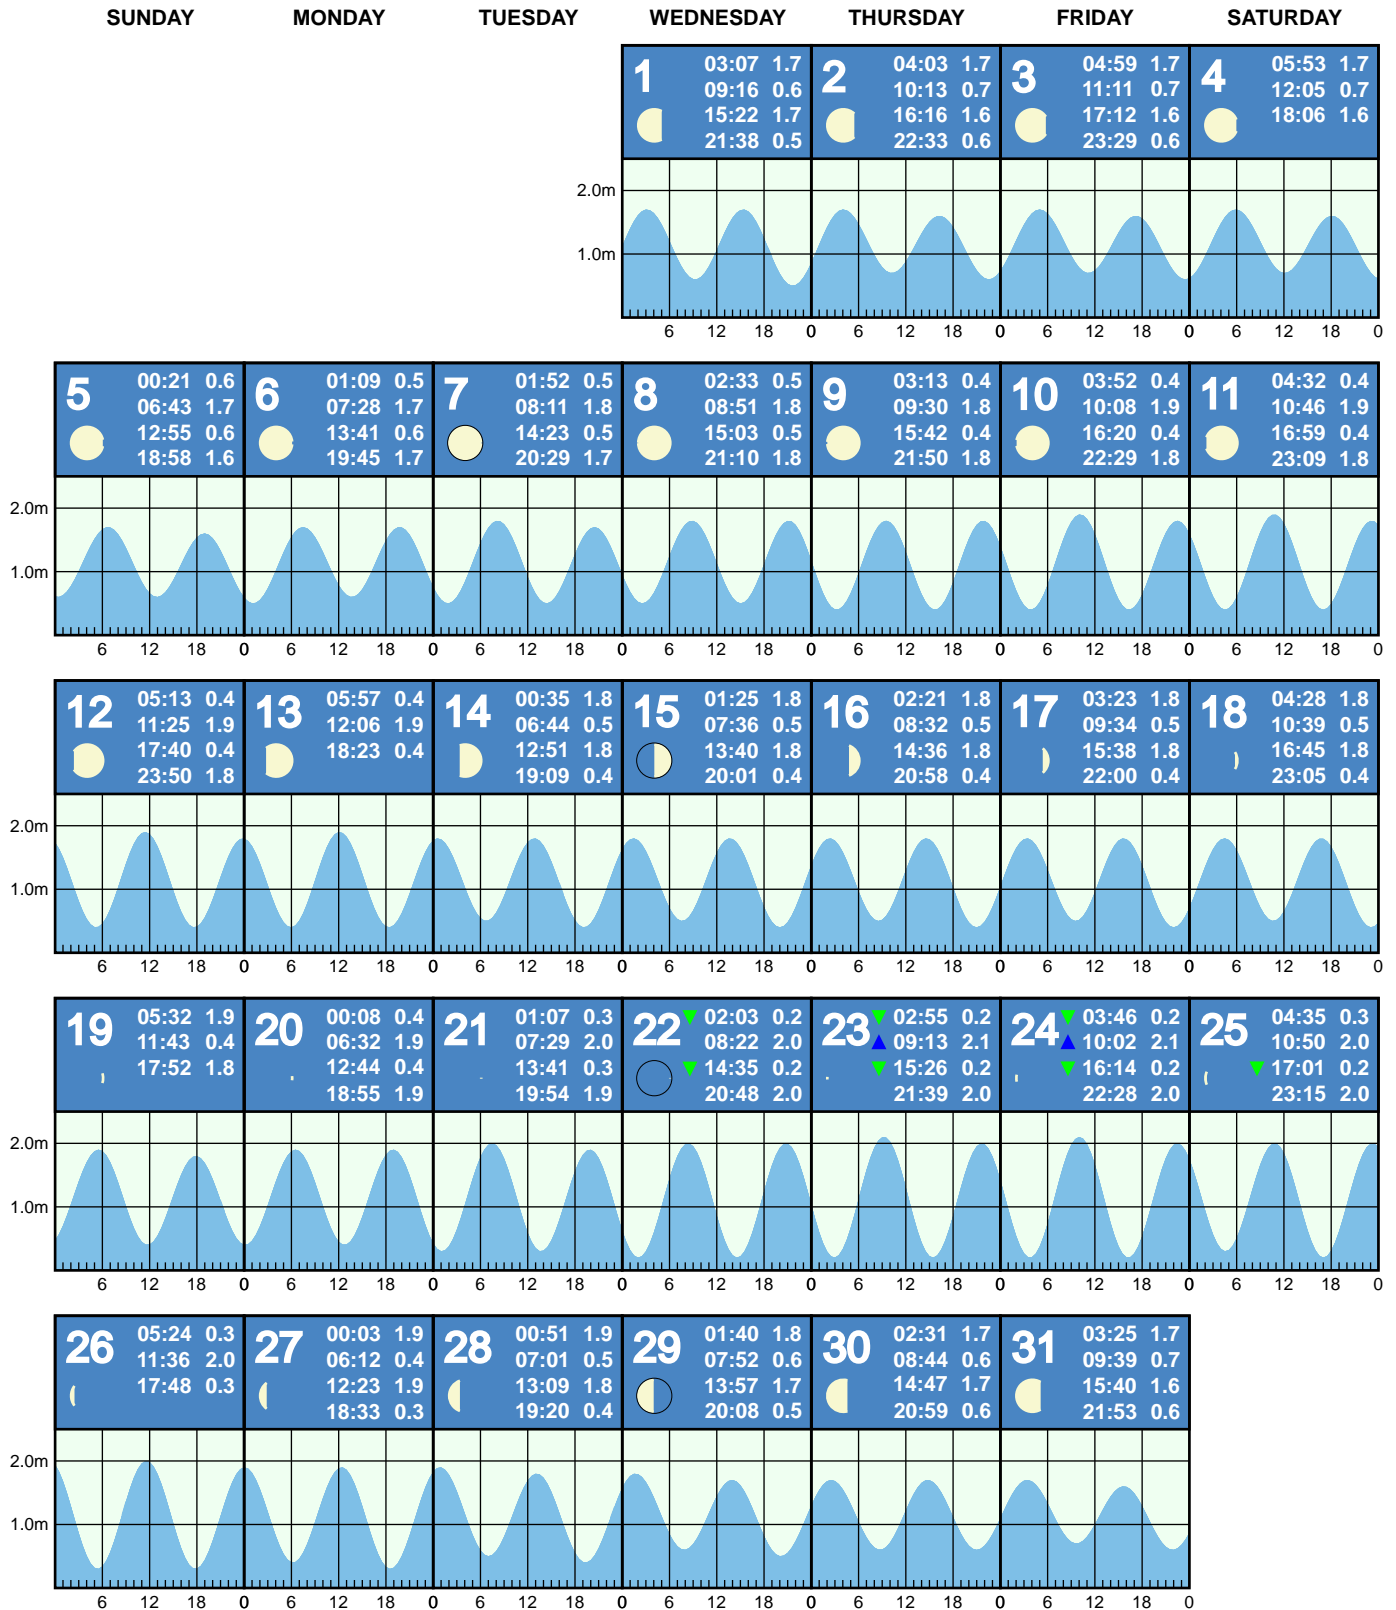 SUNDAY MONDAY TUESDAY WEDNESDAY THURSDAY FRIDAY SATURDAY
1 03:07 1.7
09:16 0.6
15:22 1.7
21:38 0.5
2 04:03 1.7
10:13 0.7
16:16 1.6
22:33 0.6
3 04:59 1.7
11:11 0.7
17:12 1.6
23:29 0.6
4 05:53 1.7
12:05 0.7
18:06 1.6
2.0m
1.0m
6 12 18 0 6 12 18 0 6 12 18 0 6 12 18 0
5 00:21 0.6
06:43 1.7
12:55 0.6
18:58 1.6
6 01:09 0.5
07:28 1.7
13:41 0.6
19:45 1.7
7 01:52 0.5
08:11 1.8
14:23 0.5
20:29 1.7
8 02:33 0.5
08:51 1.8
15:03 0.5
21:10 1.8
9 03:13 0.4
09:30 1.8
15:42 0.4
21:50 1.8
10 03:52 0.4
10:08 1.9
16:20 0.4
22:29 1.8
11 04:32 0.4
10:46 1.9
16:59 0.4
23:09 1.8
2.0m
1.0m
6 12 18 0 6 12 18 0 6 12 18 0 6 12 18 0 6 12 18 0 6 12 18 0 6 12 18 0
12 05:13 0.4
11:25 1.9
17:40 0.4
23:50 1.8
13 05:57 0.4
12:06 1.9
18:23 0.4
14 00:35 1.8
06:44 0.5
12:51 1.8
19:09 0.4
15 01:25 1.8
07:36 0.5
13:40 1.8
20:01 0.4
16 02:21 1.8
08:32 0.5
14:36 1.8
20:58 0.4
17 03:23 1.8
09:34 0.5
15:38 1.8
22:00 0.4
18 04:28 1.8
10:39 0.5
16:45 1.8
23:05 0.4
2.0m
1.0m
6 12 18 0 6 12 18 0 6 12 18 0 6 12 18 0 6 12 18 0 6 12 18 0 6 12 18 0
19 05:32 1.9
11:43 0.4
17:52 1.8
20 00:08 0.4
06:32 1.9
12:44 0.4
18:55 1.9
21 01:07 0.3
07:29 2.0
13:41 0.3
19:54 1.9
22 02:03 0.2
08:22 2.0
14:35 0.2
20:48 2.0
23 02:55 0.2
09:13 2.1
15:26 0.2
21:39 2.0
24 03:46 0.2
10:02 2.1
16:14 0.2
22:28 2.0
25 04:35 0.3
10:50 2.0
17:01 0.2
23:15 2.0
2.0m
1.0m
6 12 18 0 6 12 18 0 6 12 18 0 6 12 18 0 6 12 18 0 6 12 18 0 6 12 18 0
26 05:24 0.3
11:36 2.0
17:48 0.3
27 00:03 1.9
06:12 0.4
12:23 1.9
18:33 0.3
28 00:51 1.9
07:01 0.5
13:09 1.8
19:20 0.4
29 01:40 1.8
07:52 0.6
13:57 1.7
20:08 0.5
30 02:31 1.7
08:44 0.6
14:47 1.7
20:59 0.6
31 03:25 1.7
09:39 0.7
15:40 1.6
21:53 0.6
2.0m
1.0m
6 12 18 0 6 12 18 0 6 12 18 0 6 12 18 0 6 12 18 0 6 12 18 0